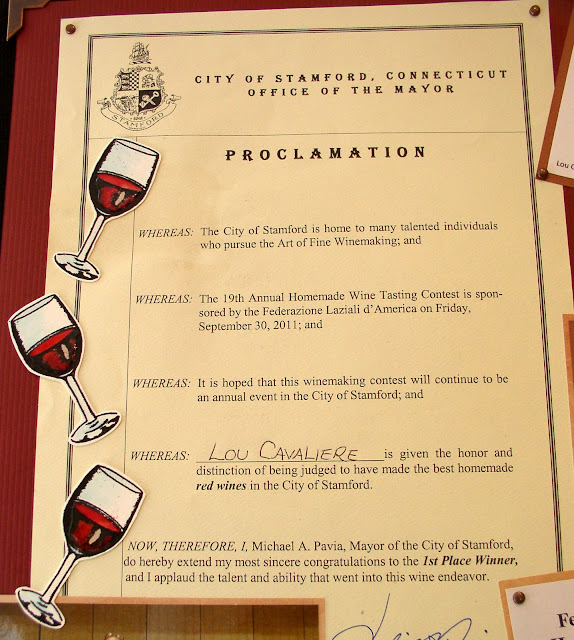 CITY OF STAMFORD, CONNECTICUT
OFFICE OF THE MAYOR
STAMFORD
PROCLAMATION
WHEREAS: The City of Stamford is home to many talented individuals
who pursue the Art of Fine Winemaking; and
WHEREAS: The 19th Annual Homemade Wine Tasting Contest is spon-
sored by the Federazione Laziali d'America on Friday,
September 30, 2011; and
WHEREAS: It is hoped that this winemaking contest will continue to be
an annual event in the City of Stamford; and
WHEREAS: LOU CAVALIERE is given the honor and
distinction of being judged to have made the best homemade
red wines in the City of Stamford.
NOW, THEREFORE, I, Michael A. Pavia, Mayor of the City of Stamford,
do hereby extend my most sincere congratulations to the 1st Place Winner,
and I applaud the talent and ability that went into this wine endeavor.
Lou C
Fe